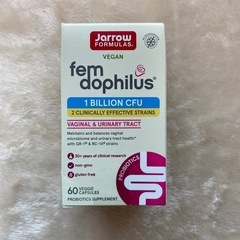 Jarrow
FORMULAS®
VEGAN
fem
dophilus®
1 BILLION CFU
2 CLINICALLY EFFECTIVE STRAINS
VAGINAL & URINARY TRACT
Maintains and balances vaginal
microbiome and urinary tract health*
with GR-1® & RC-14® strains
30+ years of clinical research
non-gmo
gluten free
60 VEGGIE
CAPSULES
PROBIOTICS
PROBIOTICS SUPPLEMENT